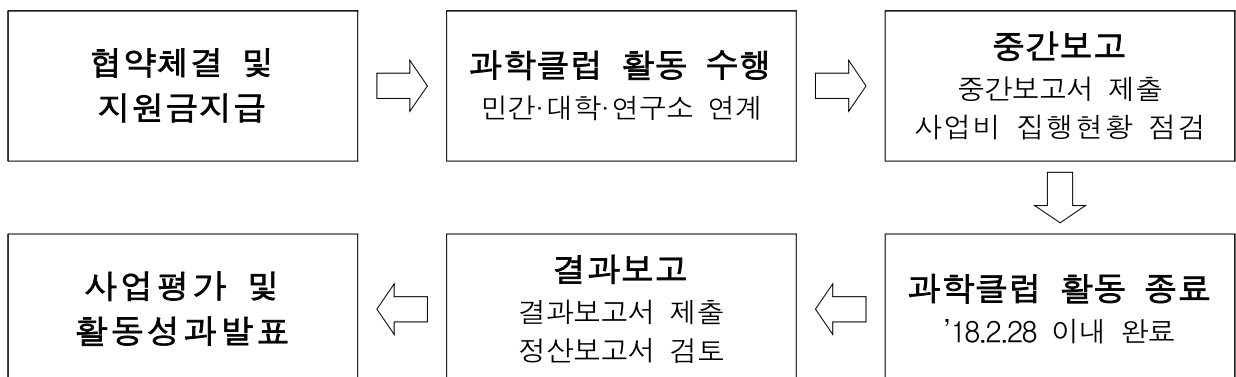 협약체결 및
지원금지급
과학클럽 활동 수행
민간·대학·연구소 연계
중간보고
중간보고서 제출
사업비 집행현황 점검
과학클럽 활동 종료
'18.2.28 이내 완료
결과보고
결과보고서 제출
정산보고서 검토
사업평가 및
활동성과발표